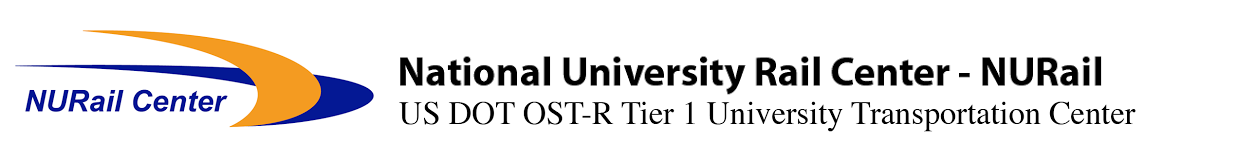 NURail Center
National University Rail Center - NURail
US DOT OST-R Tier 1 University Transportation Center